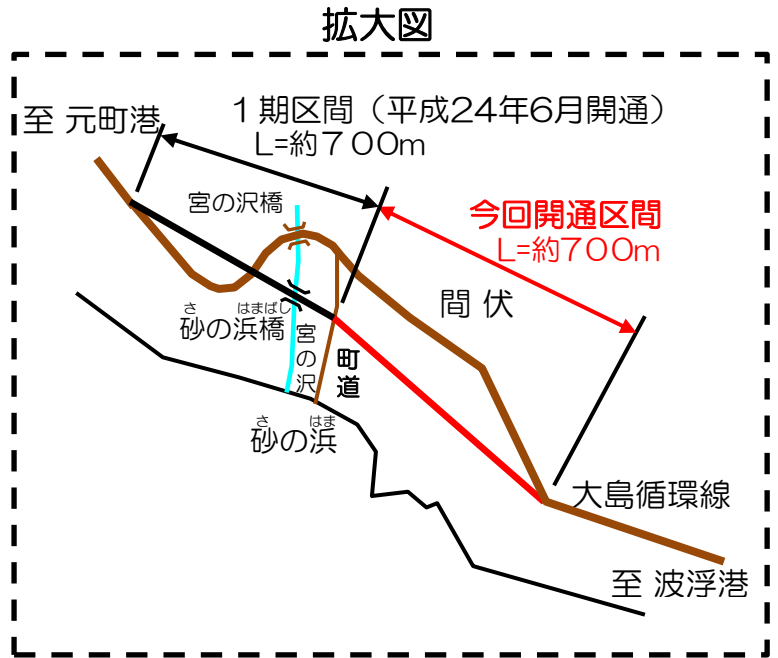 拡大図
至 元町港
１期区間（平成24年6月開通）
L=約７００m
宮の沢橋
今回開通区間
L=約７００m
間 伏
さ はまばし
砂の浜橋
宮の沢
町道
さ はま
砂の浜
大島循環線
至 波浮港